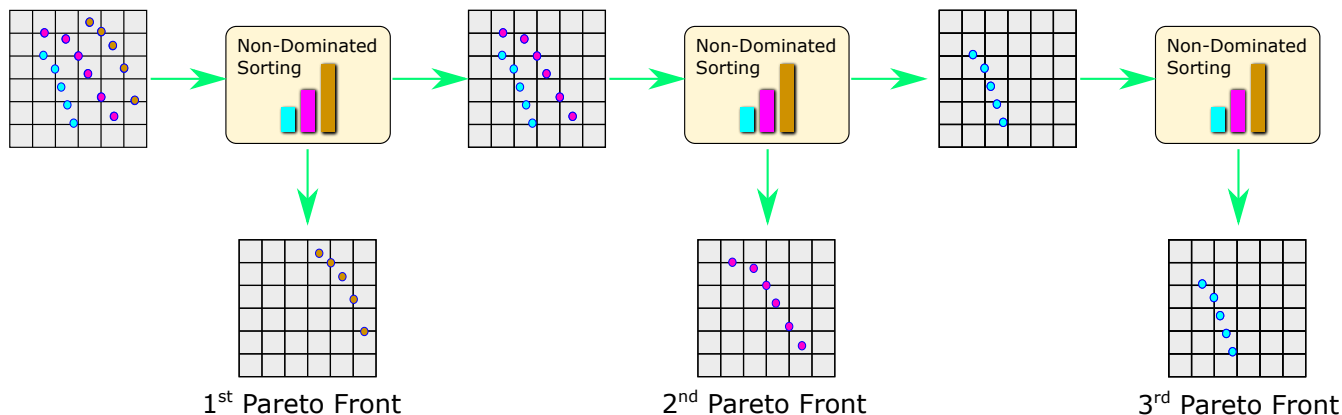 Non-Dominated
Sorting
Non-Dominated
Sorting
Non-Dominated
Sorting
1st Pareto Front
2nd Pareto Front
3rd Pareto Front